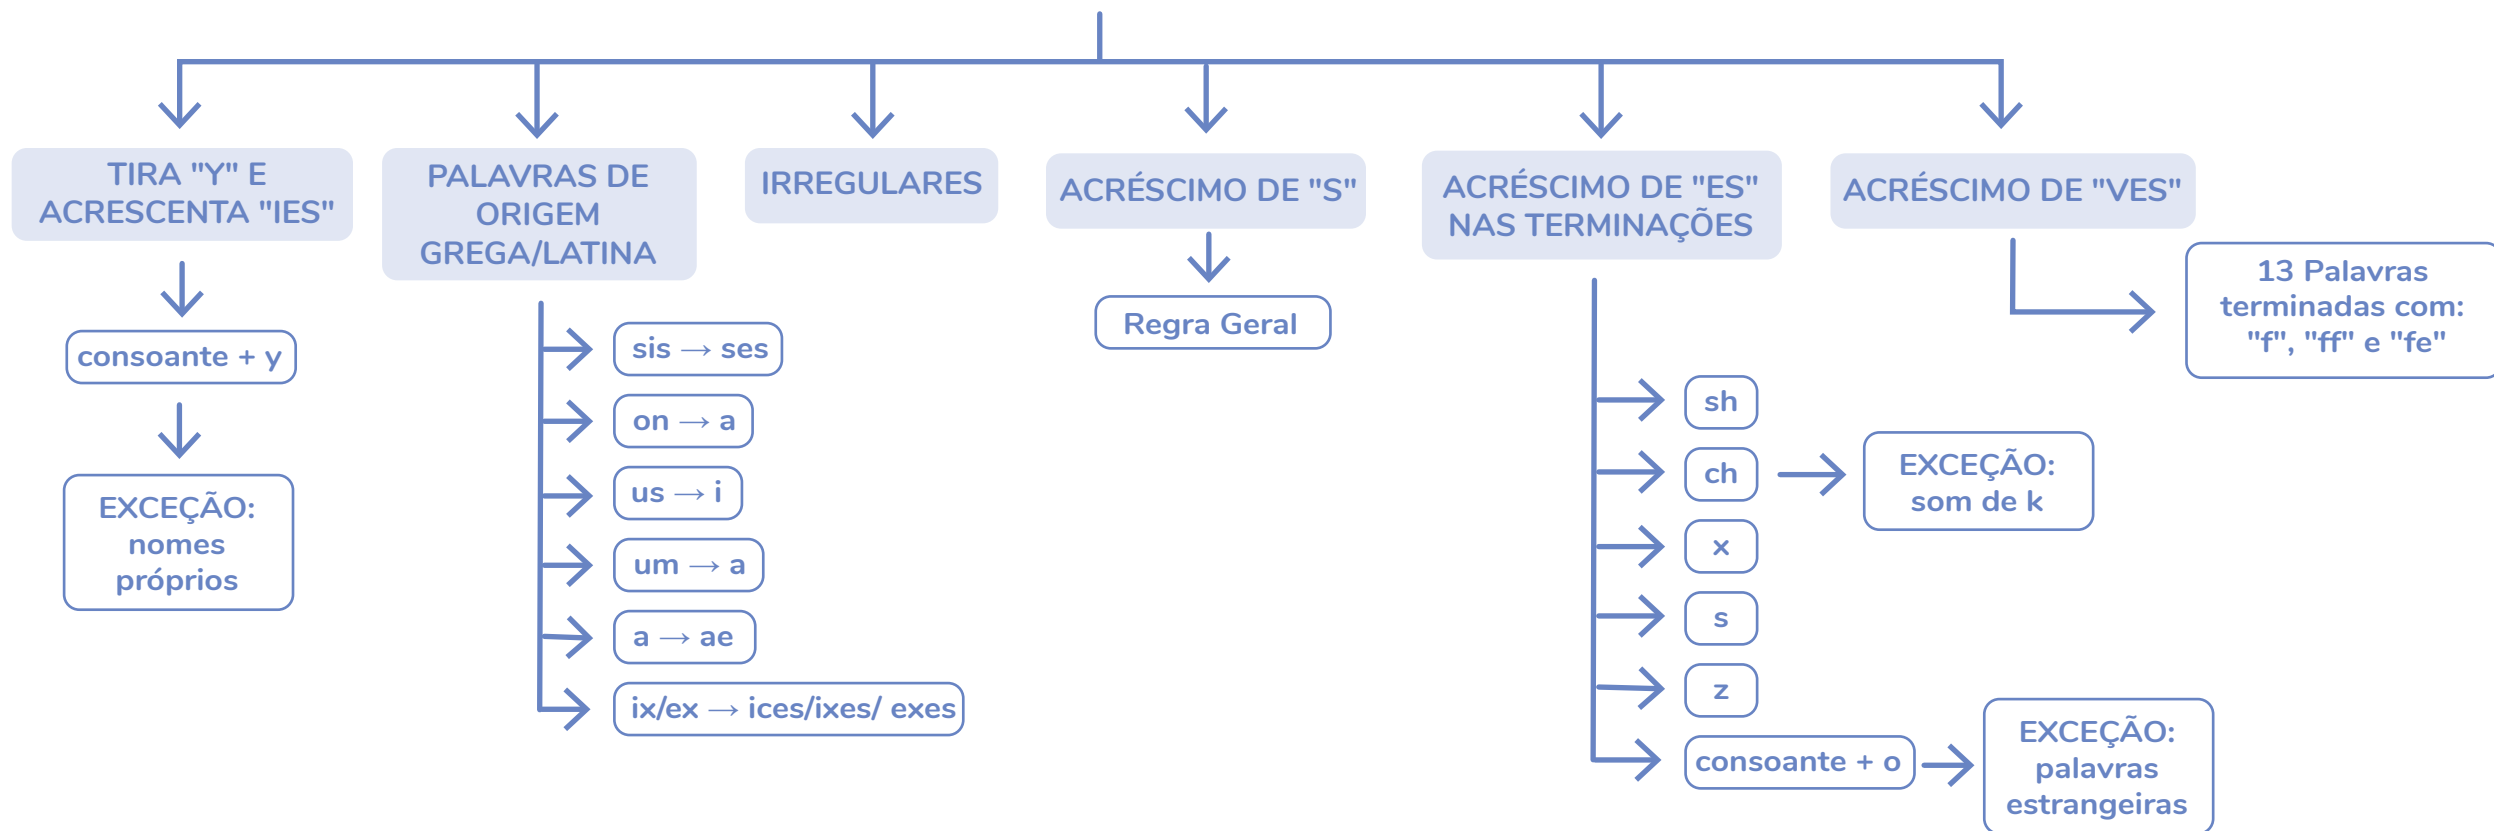 TIRA "Y" E
ACRESCENTA "IES"
consoante + y
EXCEÇÃO:
nomes
próprios
PALAVRAS DE
ORIGEM
GREGA/LATINA
sis → ses
on → a
us → i
um → a
a → ae
ix/ex → ices/ixes/ exes
IRREGULARES
ACRÉSCIMO DE "S"
Regra Geral
ACRÉSCIMO DE "ES"
NAS TERMINAÇÕES
sh
ch
EXCEÇÃO:
som de k
x
s
z
consoante + o
EXCEÇÃO:
palavras
estrangeiras
ACRÉSCIMO DE "VES"
13 Palavras
terminadas com:
"f", "ff" e "fe"